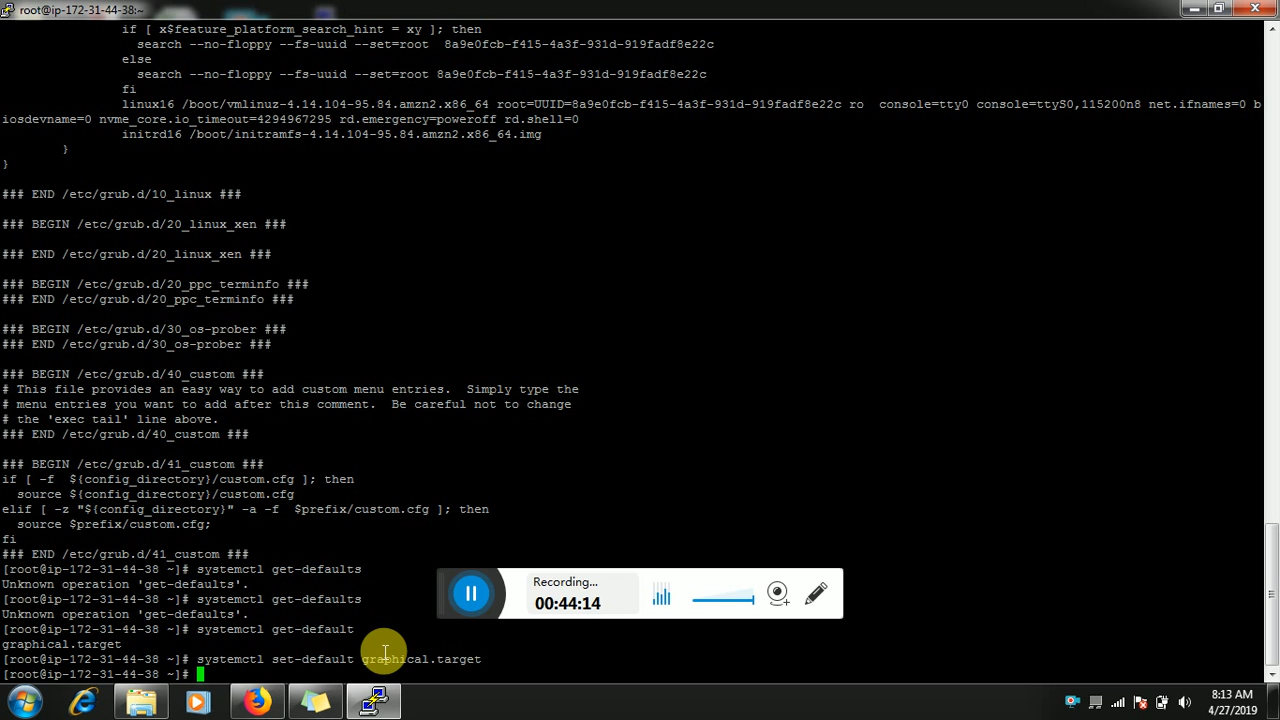 root@ip-172-31-44-38:~
if [ x$feature_platform_search_hint = xy ]; then
search --no-floppy --fs-uuid --set=root  8a9e0fcb-f415-4a3f-931d-919fadf8e22c
else
search --no-floppy --fs-uuid --set=root 8a9e0fcb-f415-4a3f-931d-919fadf8e22c
fi
linux16 /boot/vmlinuz-4.14.104-95.84.amzn2.x86_64 root=UUID=8a9e0fcb-f415-4a3f-931d-919fadf8e22c ro  console=tty0 console=ttyS0,115200n8 net.ifnames=0 b
iosdevname=0 nvme_core.io_timeout=4294967295 rd.emergency=poweroff rd.shell=0
initrd16 /boot/initramfs-4.14.104-95.84.amzn2.x86_64.img
}
}
### END /etc/grub.d/10_linux ###
### BEGIN /etc/grub.d/20_linux_xen ###
### END /etc/grub.d/20_linux_xen ###
### BEGIN /etc/grub.d/20_ppc_terminfo ###
### END /etc/grub.d/20_ppc_terminfo ###
### BEGIN /etc/grub.d/30_os-prober ###
### END /etc/grub.d/30_os-prober ###
### BEGIN /etc/grub.d/40_custom ###
# This file provides an easy way to add custom menu entries.  Simply type the
# menu entries you want to add after this comment.  Be careful not to change
# the 'exec tail' line above.
### END /etc/grub.d/40_custom ###
### BEGIN /etc/grub.d/41_custom ###
if [ -f  ${config_directory}/custom.cfg ]; then
source ${config_directory}/custom.cfg
elif [ -z "${config_directory}" -a -f  $prefix/custom.cfg ]; then
source $prefix/custom.cfg;
fi
### END /etc/grub.d/41_custom ###
[root@ip-172-31-44-38 ~]# systemctl get-defaults
Unknown operation 'get-defaults'.
[root@ip-172-31-44-38 ~]# systemctl get-defaults
Unknown operation 'get-defaults'.
[root@ip-172-31-44-38 ~]# systemctl get-default
graphical.target
[root@ip-172-31-44-38 ~]# systemctl set-default graphical.target
[root@ip-172-31-44-38 ~]#
Recording...
00:44:14
8:13 AM
4/27/2019